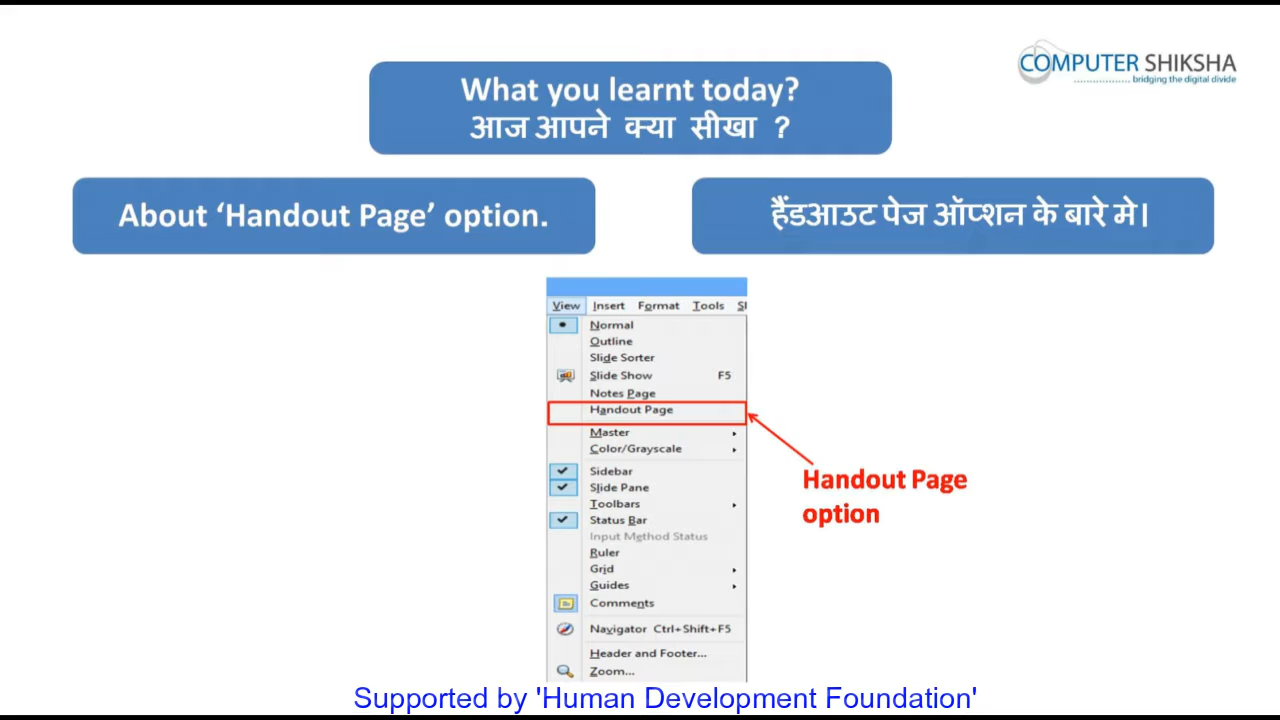 COMPUTER SHIKSHA
bridging the digital divide
What you learnt today?
आज आपने क्या सीखा ?
About ‘Handout Page’ option.
हैंडआउट पेज ऑप्शन के बारे मे।
View Insert Format Tools Sl
Normal
Outline
Slide Sorter
Slide Show F5
Notes Page
Handout Page
Master
Color/Grayscale
Sidebar
Slide Pane
Toolbars
Status Bar
Input Method Status
Ruler
Grid
Guides
Comments
Navigator Ctrl+Shift+F5
Header and Footer...
Zoom...
Handout Page
option
Supported by 'Human Development Foundation'